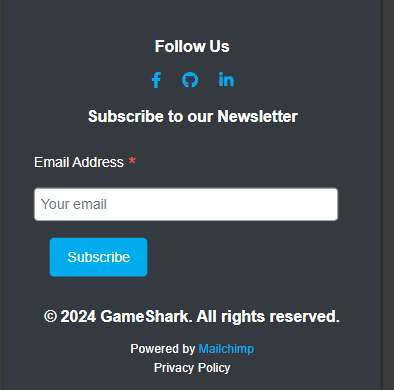 Follow Us
Subscribe to our Newsletter
Email Address *
Your email
Subscribe
© 2024 GameShark. All rights reserved.
Powered by Mailchimp
Privacy Policy